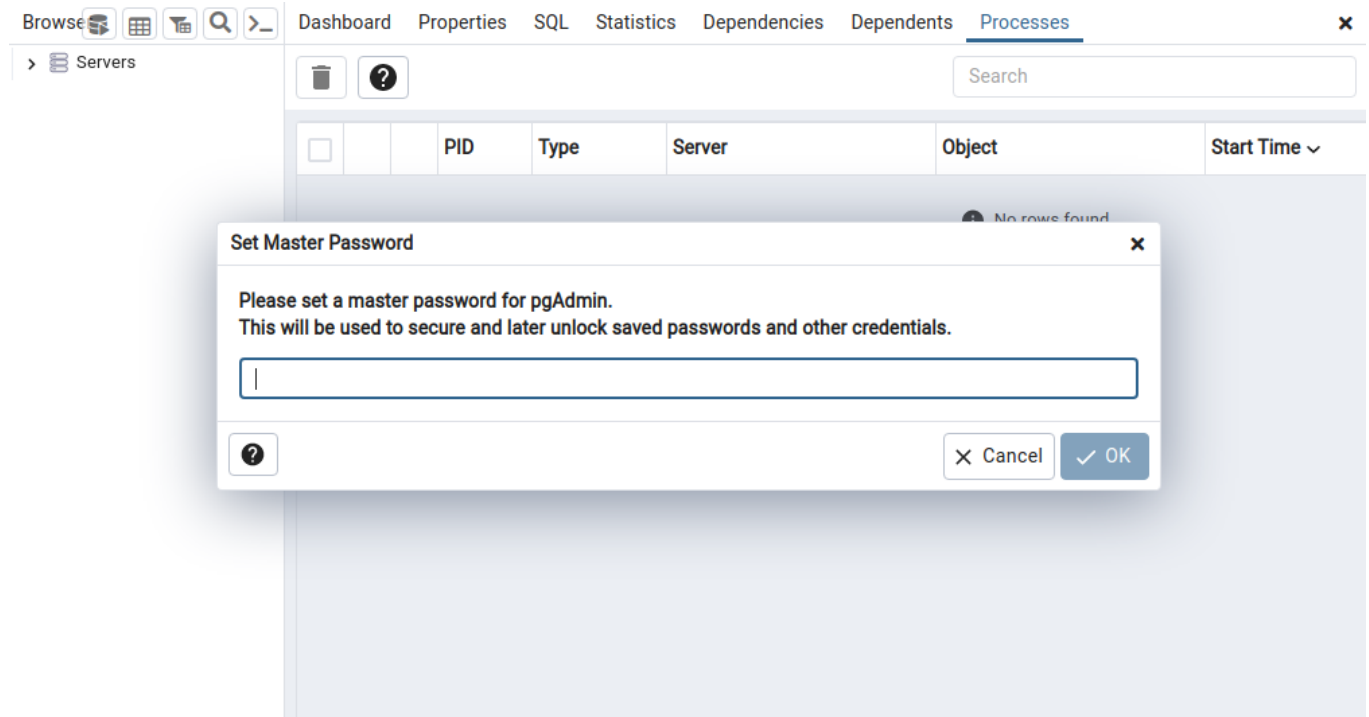 Browse
Dashboard Properties SQL Statistics Dependencies Dependents Processes
Servers
Search
PID Type Server Object Start Time
No rows found
Set Master Password
Please set a master password for pgAdmin.
This will be used to secure and later unlock saved passwords and other credentials.
Cancel OK